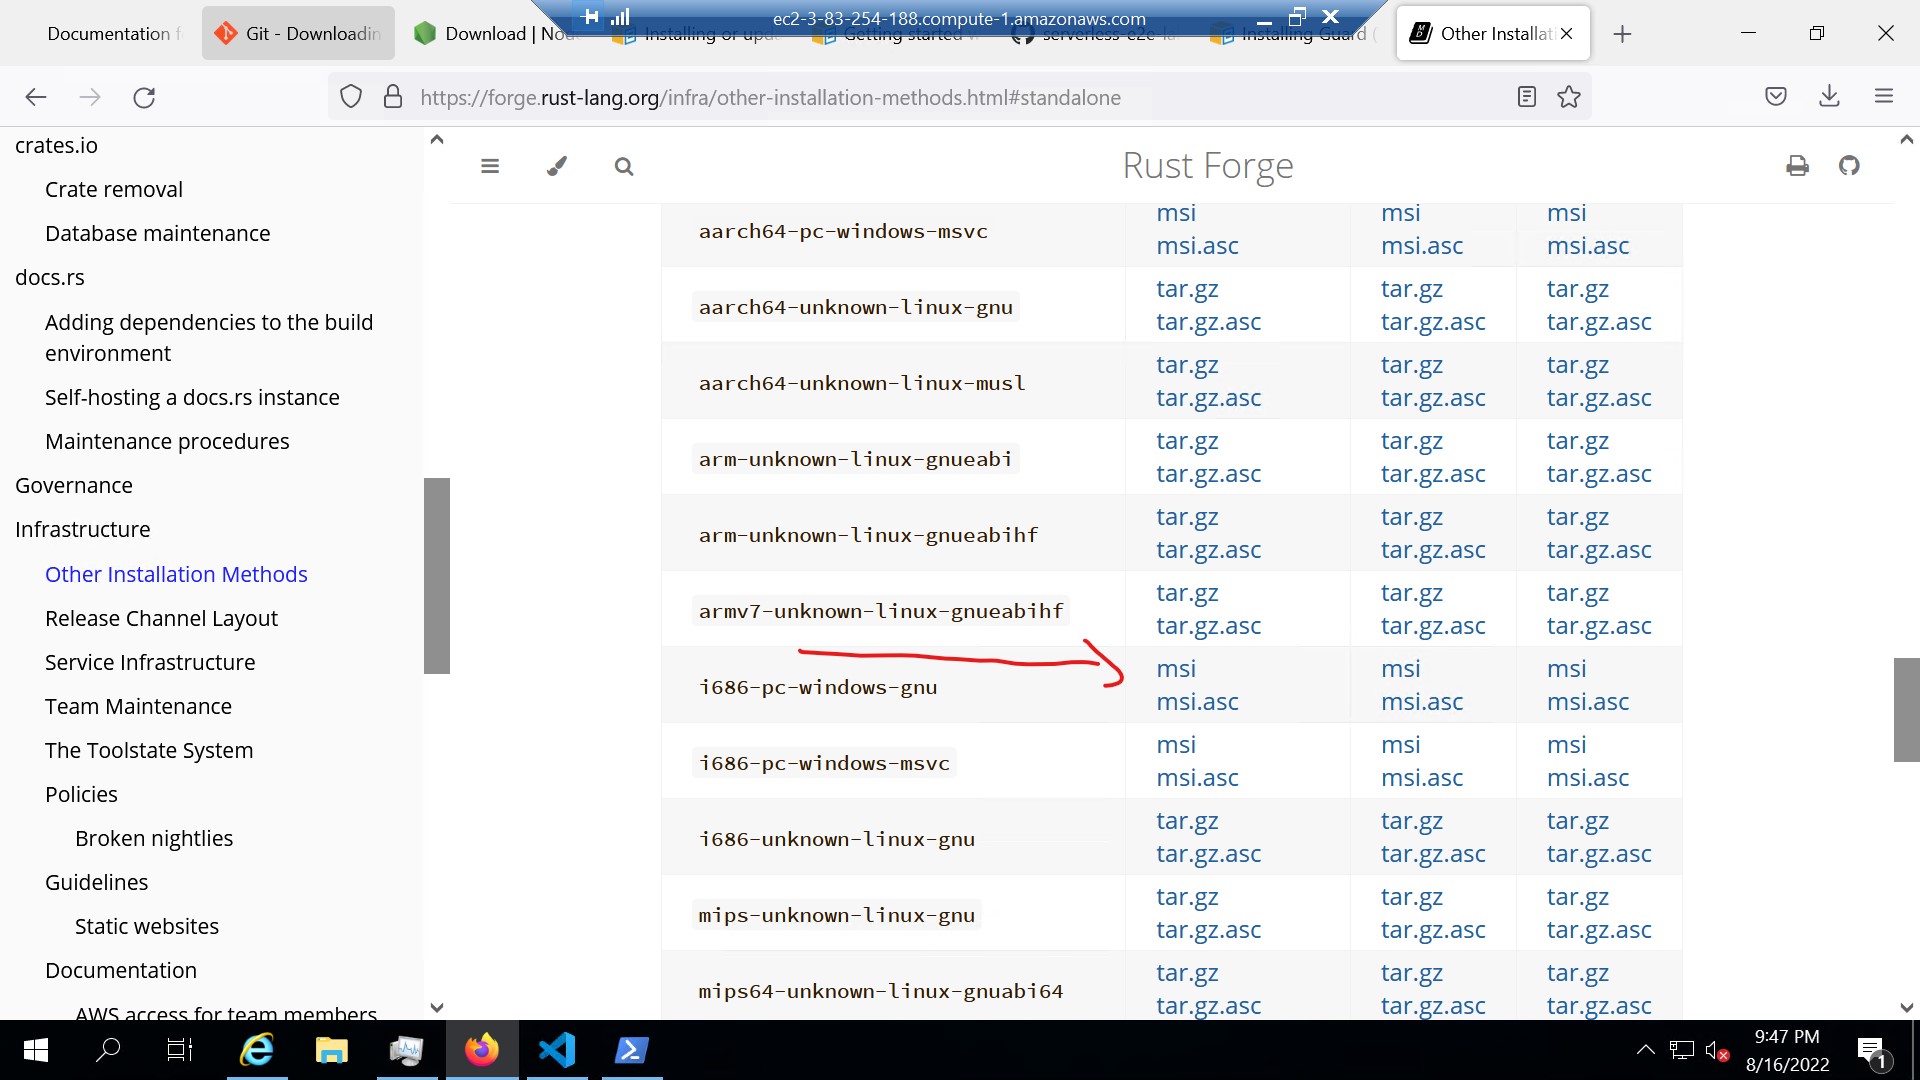 ec2-3-83-254-188.compute-1.amazonaws.com
Documentation f
Git - Downloadin
Download | Nod
Installing or upda
Getting started w
serverless-e2e-la
Installing Guard (
Other Installati
https://forge.rust-lang.org/infra/other-installation-methods.html#standalone
crates.io
Crate removal
Database maintenance
docs.rs
Adding dependencies to the build
environment
Self-hosting a docs.rs instance
Maintenance procedures
Governance
Infrastructure
Other Installation Methods
Release Channel Layout
Service Infrastructure
Team Maintenance
The Toolstate System
Policies
Broken nightlies
Guidelines
Static websites
Documentation
AWS access for team members
Rust Forge
aarch64-pc-windows-msvc
msi msi msi
msi.asc msi.asc msi.asc
aarch64-unknown-linux-gnu
tar.gz tar.gz tar.gz
tar.gz.asc tar.gz.asc tar.gz.asc
aarch64-unknown-linux-musl
tar.gz tar.gz tar.gz
tar.gz.asc tar.gz.asc tar.gz.asc
arm-unknown-linux-gnueabi
tar.gz tar.gz tar.gz
tar.gz.asc tar.gz.asc tar.gz.asc
arm-unknown-linux-gnueabihf
tar.gz tar.gz tar.gz
tar.gz.asc tar.gz.asc tar.gz.asc
armv7-unknown-linux-gnueabihf
tar.gz tar.gz tar.gz
tar.gz.asc tar.gz.asc tar.gz.asc
i686-pc-windows-gnu
msi msi msi
msi.asc msi.asc msi.asc
i686-pc-windows-msvc
msi msi msi
msi.asc msi.asc msi.asc
i686-unknown-linux-gnu
tar.gz tar.gz tar.gz
tar.gz.asc tar.gz.asc tar.gz.asc
mips-unknown-linux-gnu
tar.gz tar.gz tar.gz
tar.gz.asc tar.gz.asc tar.gz.asc
mips64-unknown-linux-gnuabi64
tar.gz tar.gz tar.gz
tar.gz.asc tar.gz.asc tar.gz.asc
9:47 PM
8/16/2022
1